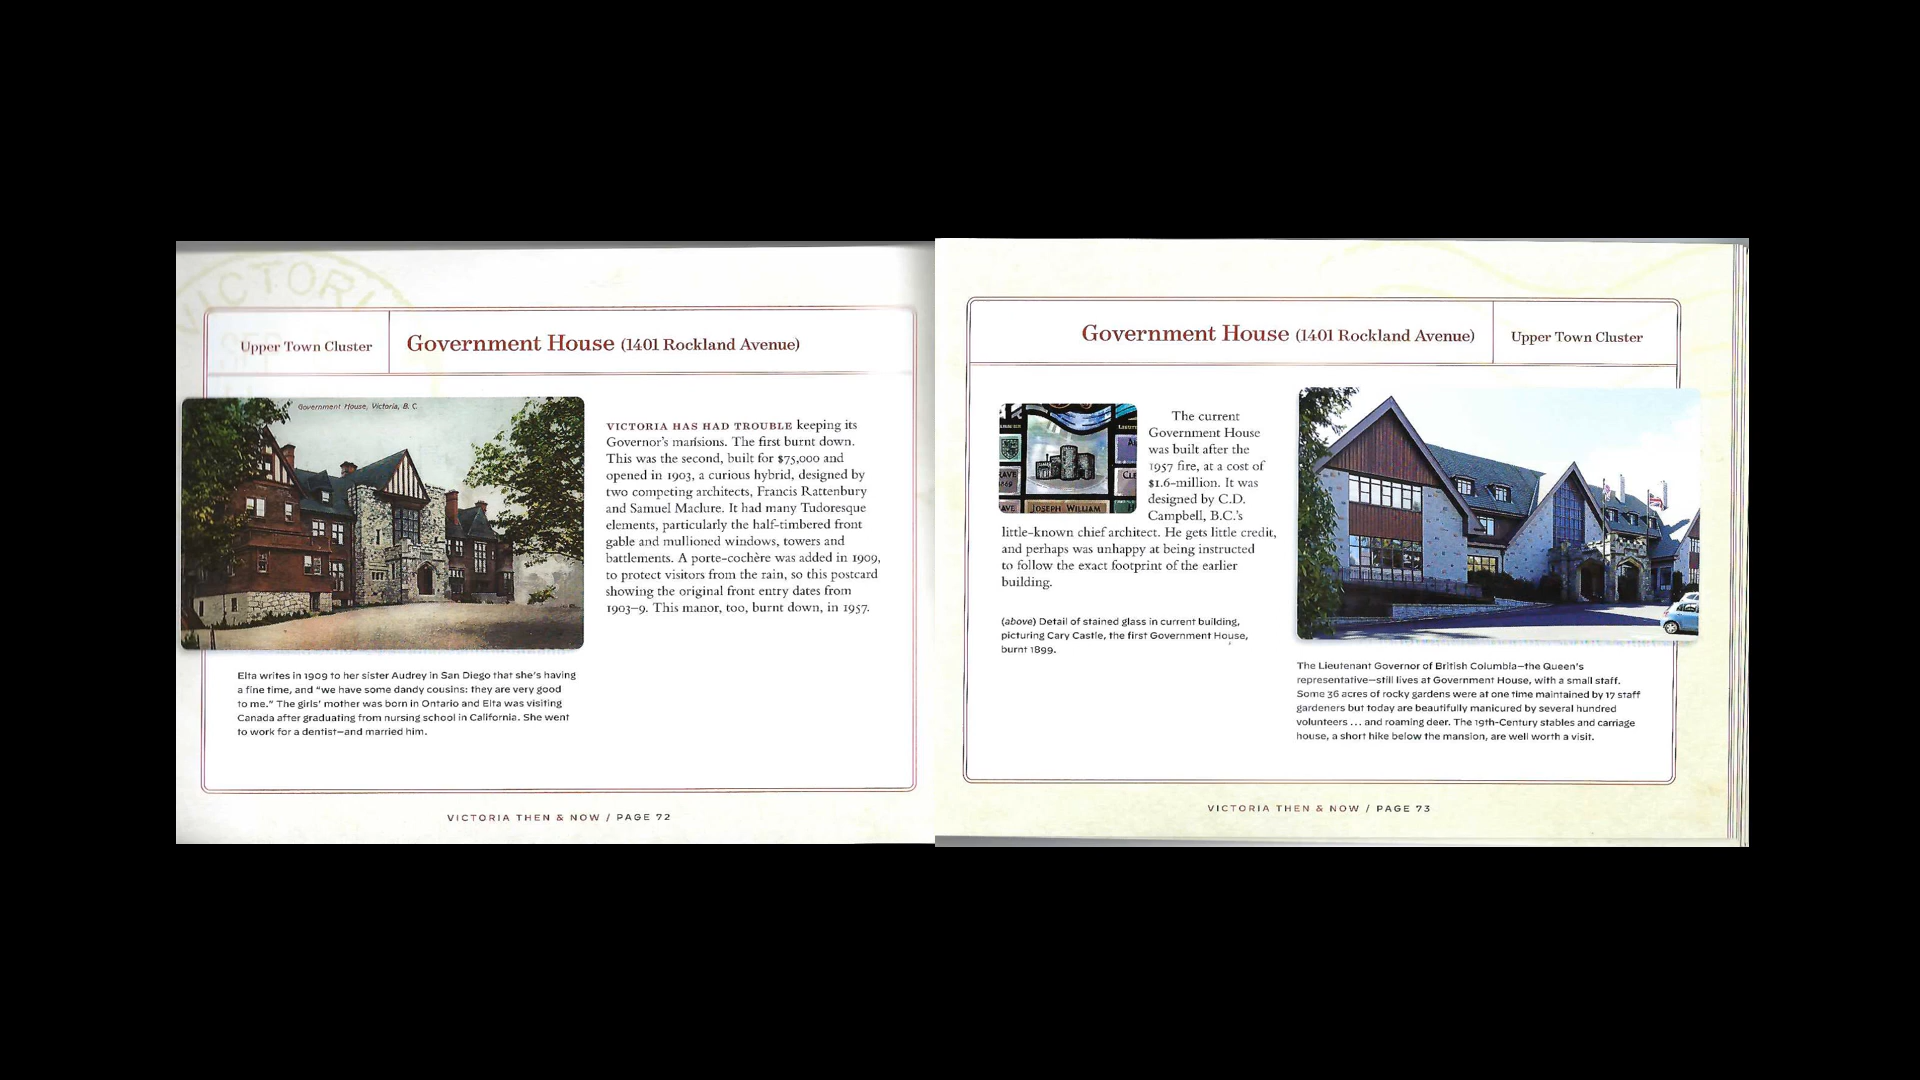 VICTORI
Upper Town Cluster
Government House (1401 Rockland Avenue)
Government House, Victoria, B. C.
VICTORIA HAS HAD TROUBLE keeping its
Governor's mansions. The first burnt down.
This was the second, built for $75,000 and
opened in 1903, a curious hybrid, designed by
two competing architects, Francis Rattenbury
and Samuel Maclure. It had many Tudoresque
elements, particularly the half-timbered front
gable and mullioned windows, towers and
battlements. A porte-cochère was added in 1909,
to protect visitors from the rain, so this postcard
showing the original front entry dates from
1903–9. This manor, too, burnt down, in 1957.
Elta writes in 1909 to her sister Audrey in San Diego that she's having
a fine time, and "we have some dandy cousins: they are very good
to me." The girls' mother was born in Ontario and Elta was visiting
Canada after graduating from nursing school in California. She went
to work for a dentist—and married him.
VICTORIA THEN & NOW / PAGE 72
Government House (1401 Rockland Avenue)
Upper Town Cluster
JOSEPH WILLIAM
The current
Government House
was built after the
1957 fire, at a cost of
$1.6-million. It was
designed by C.D.
Campbell, B.C.'s
little-known chief architect. He gets little credit,
and perhaps was unhappy at being instructed
to follow the exact footprint of the earlier
building.
(above) Detail of stained glass in current building,
picturing Cary Castle, the first Government House,
burnt 1899.
The Lieutenant Governor of British Columbia—the Queen's
representative—still lives at Government House, with a small staff.
Some 36 acres of rocky gardens were at one time maintained by 17 staff
gardeners but today are beautifully manicured by several hundred
volunteers ... and roaming deer. The 19th-Century stables and carriage
house, a short hike below the mansion, are well worth a visit.
VICTORIA THEN & NOW / PAGE 73